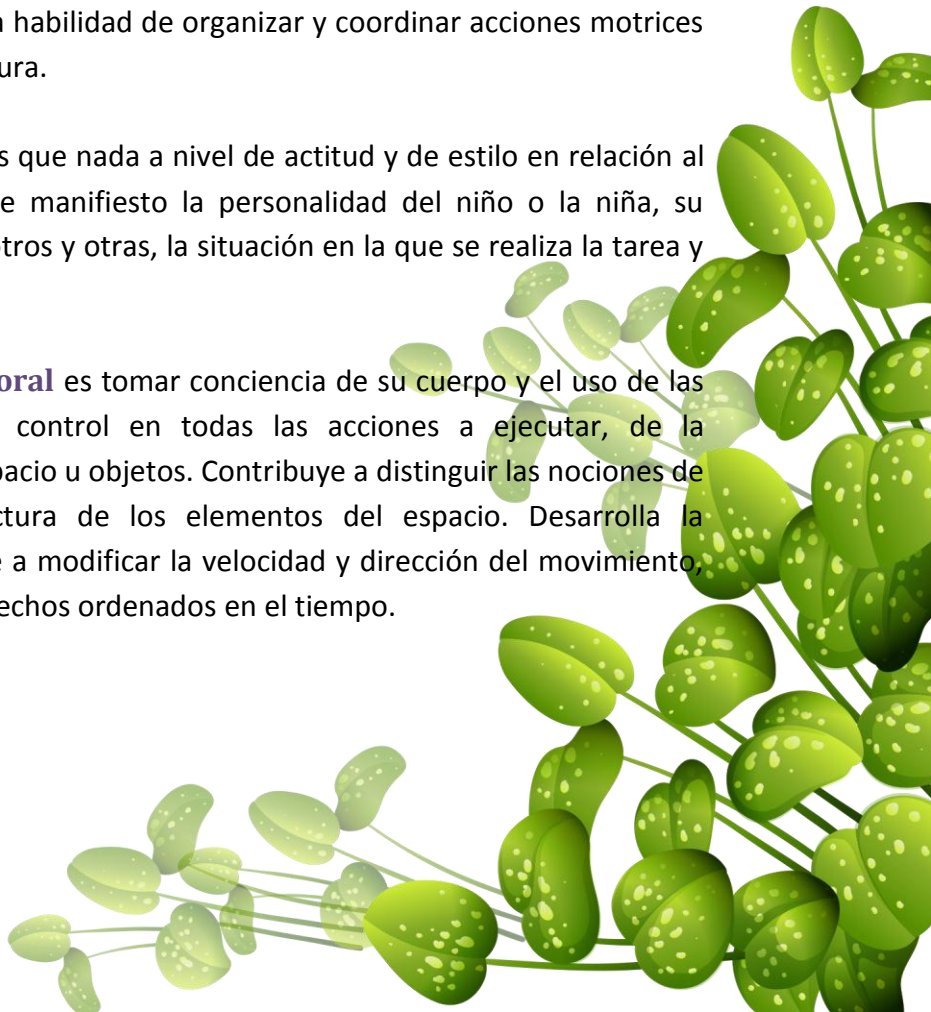 habilidad de organizar y coordinar acciones motrices
ura.
s que nada a nivel de actitud y de estilo en relación al
e manifiesto la personalidad del niño o la niña, su
otros y otras, la situación en la que se realiza la tarea y
oral es tomar conciencia de su cuerpo y el uso de las
control en todas las acciones a ejecutar, de la
pacio u objetos. Contribuye a distinguir las nociones de
ctura de los elementos del espacio. Desarrolla la
e a modificar la velocidad y dirección del movimiento,
echos ordenados en el tiempo.